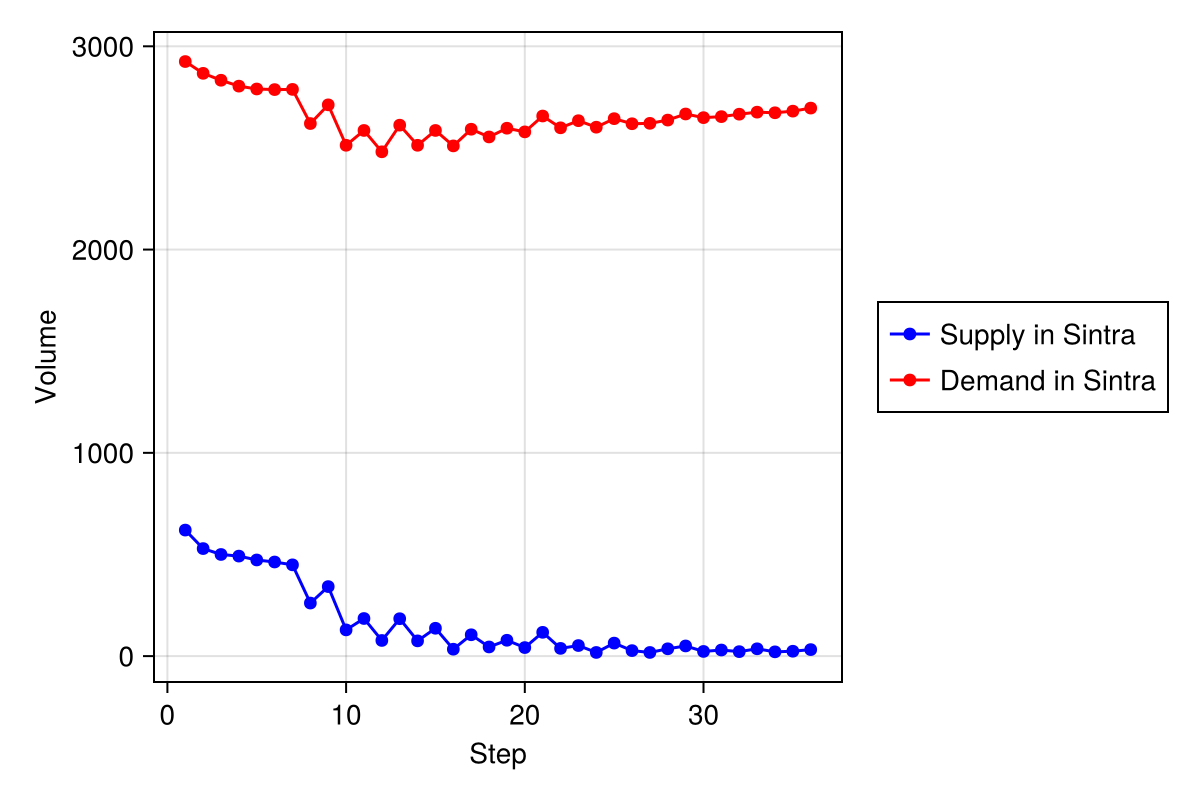 3000
2000
1000
0
Volume
0 10 20 30
Step
Supply in Sintra
Demand in Sintra